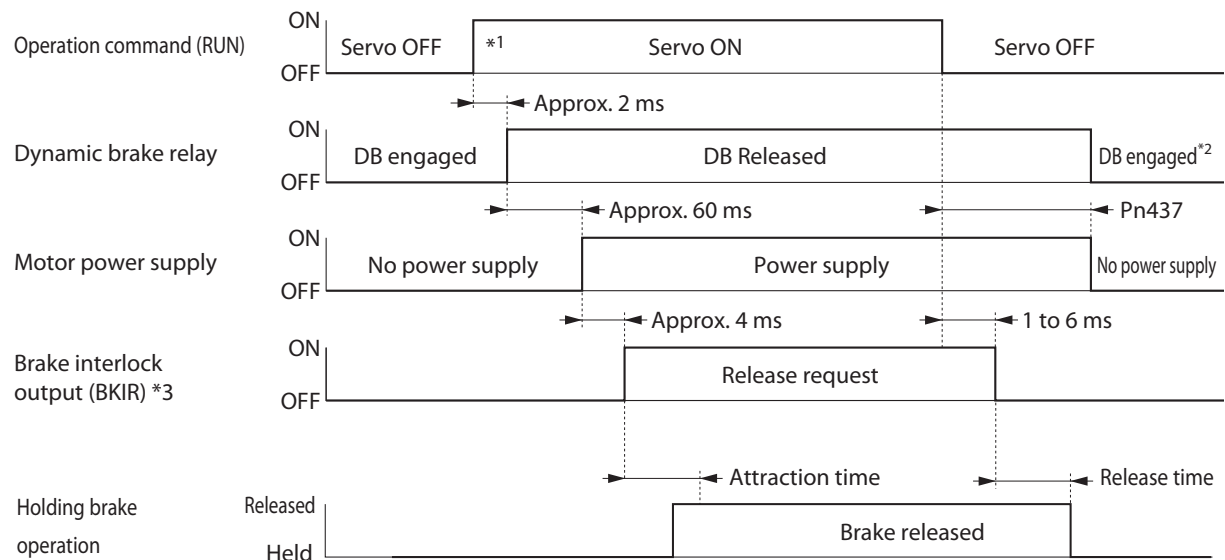 ON
Operation command (RUN)
Servo OFF
*1
Servo ON
Servo OFF
OFF
Approx. 2 ms
ON
Dynamic brake relay
DB engaged
DB Released
DB engaged*2
OFF
Approx. 60 ms
Pn437
ON
Motor power supply
No power supply
Power supply
No power supply
OFF
Approx. 4 ms
1 to 6 ms
ON
Brake interlock
output (BKIR) *3
Release request
OFF
Attraction time
Release time
Holding brake
operation
Released
Brake released
Held